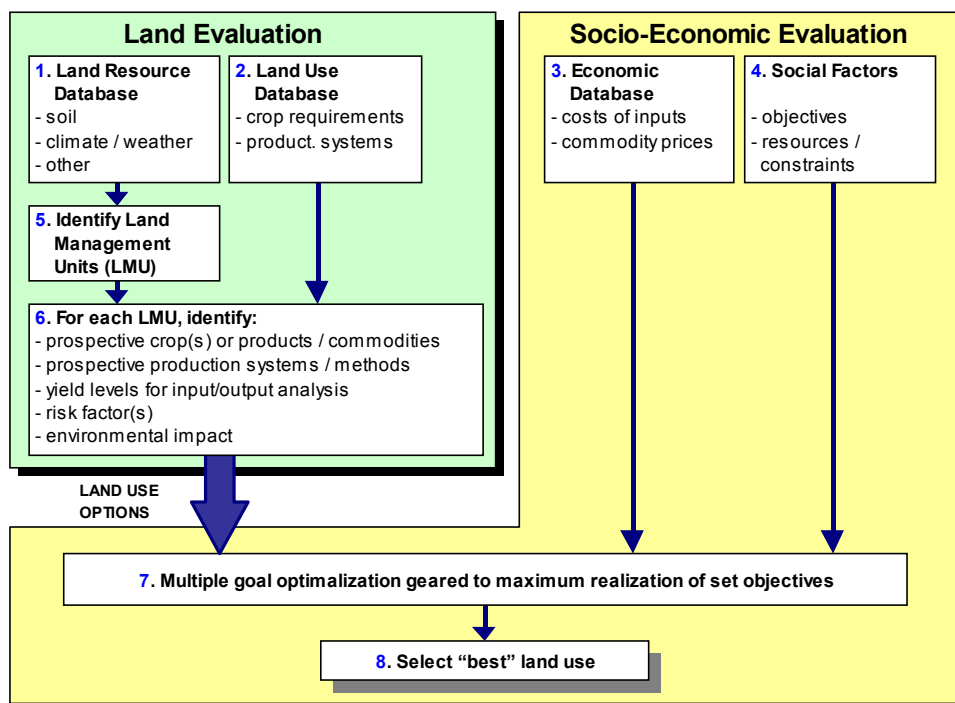 Land Evaluation
1. Land Resource
Database
- soil
- climate / weather
- other
2. Land Use
Database
- crop requirements
- product. systems
5. Identify Land
Management
Units (LMU)
6. For each LMU, identify:
- prospective crop(s) or products / commodities
- prospective production systems / methods
- yield levels for input/output analysis
- risk factor(s)
- environmental impact
LAND USE
OPTIONS
Socio-Economic Evaluation
3. Economic
Database
- costs of inputs
- commodity prices
4. Social Factors
- objectives
- resources /
constraints
7. Multiple goal optimalization geared to maximum realization of set objectives
8. Select “best” land use